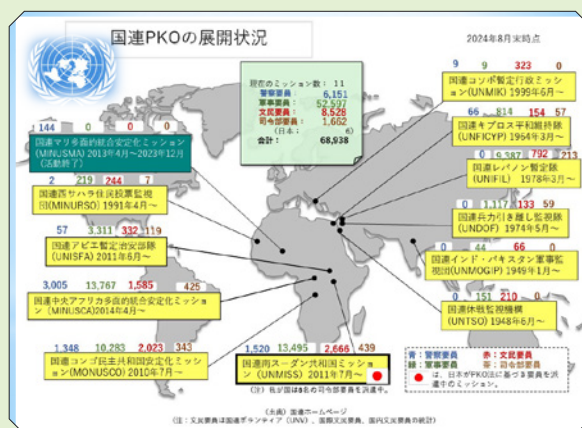 国連PKOの展開状況
2024年8月末時点
現在のミッション数： 11
警察要員： 6,151
軍事要員： 52,597
文民要員： 8,528
司令部要員： 1,662
（日本： 6）
合計： 68,938
144 0 0 0
国連マリ多面的統合安定化ミッション
(MINUSMA) 2013年4月～2023年12月
（活動終了）
2 219 244 7
国連西サハラ住民投票監視
団(MINURSO) 1991年4月～
57 3,311 332 119
国連アビエ暫定治安部隊
(UNISFA) 2011年6月～
3,005 13,767 1,585 425
国連中央アフリカ多面的統合安定化ミッショ
ン (MINUSCA)2014年4月～
1,348 10,283 2,023 343
国連コンゴ民主共和国安定化ミッシ
ョン(MONUSCO) 2010年7月～
1,520 13,495 2,666 439
国連南スーダン共和国ミッション
(UNMISS) 2011年7月～
（注）我が国は6名の司令部要員を派遣中。
9 9 323 0
国連コソボ暫定行政ミッシ
ョン(UNMIK) 1999年6月～
66 814 154 57
国連キプロス平和維持隊
(UNFICYP) 1964年3月～
0 9,387 792 213
国連レバノン暫定隊
(UNIFIL) 1978年3月～
0 1,117 133 59
国連兵力引き離し監視隊
(UNDOF) 1974年5月～
0 44 66 0
国連インド・パキスタン軍事監
視団(UNMOGIP) 1949年1月～
0 151 210 0
国連休戦監視機構
(UNTSO) 1948年6月～
青：警察要員 赤：文民要員
緑：軍事要員 茶：司令部要員
は、日本がPKO法に基づき要員を派
遣中のミッション。
（出典）国連ホームページ
（注：文民要員は国連ボランティア（UNV）、国際文民要員、国内文民要員の統計）